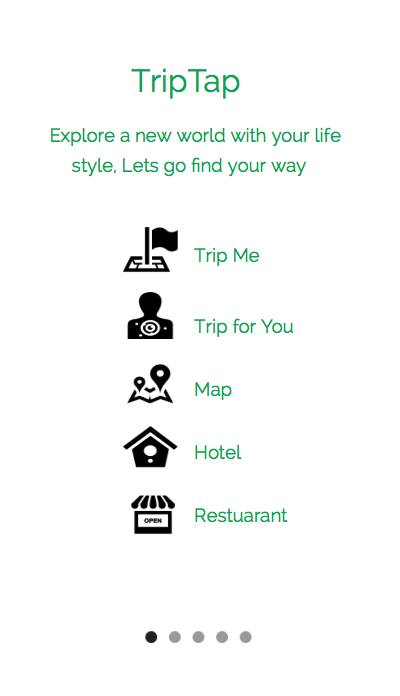 TripTap
Explore a new world with your life
style, Lets go find your way
Trip Me
Trip for You
Map
Hotel
OPEN
Restuarant